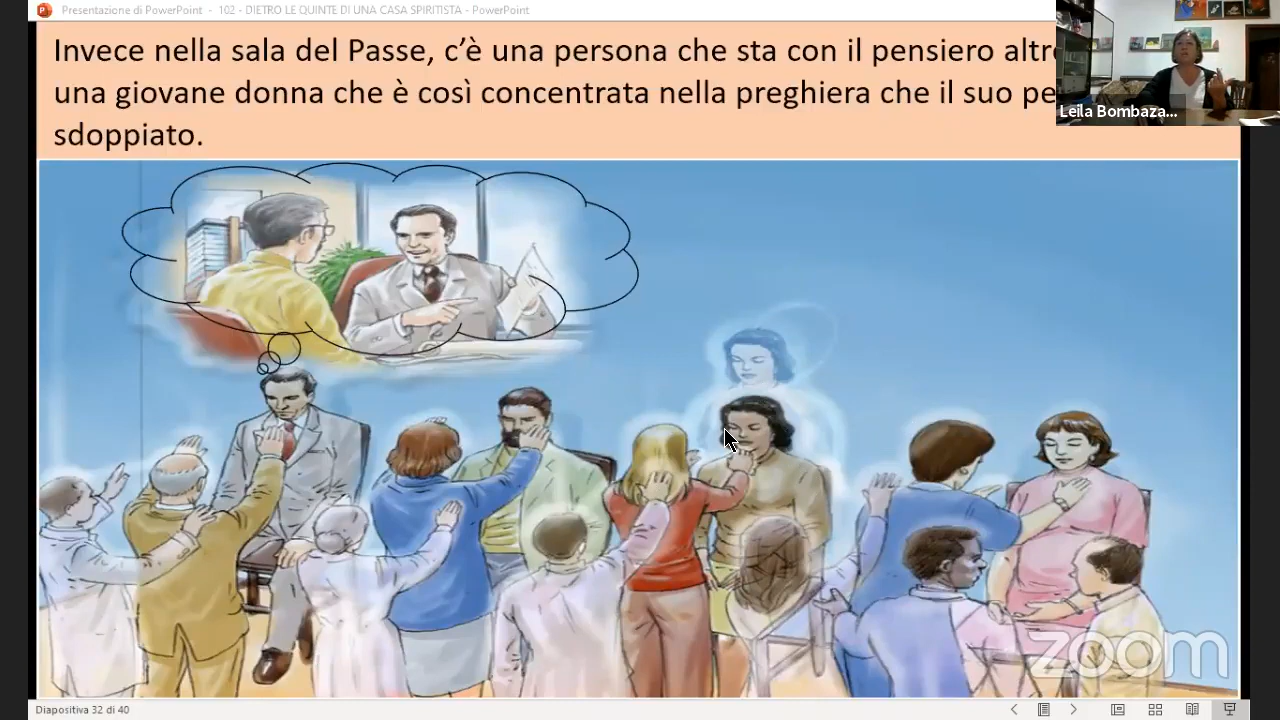 Presentazione di PowerPoint - 102 - DIETRO LE QUINTE DI UNA CASA SPIRITISTA - PowerPoint
Invece nella sala del Passe, c’è una persona che sta con il pensiero altro
una giovane donna che è così concentrata nella preghiera che il suo pe
sdoppiato.
Leila Bombaza...
zoom
Diapositiva 32 di 40